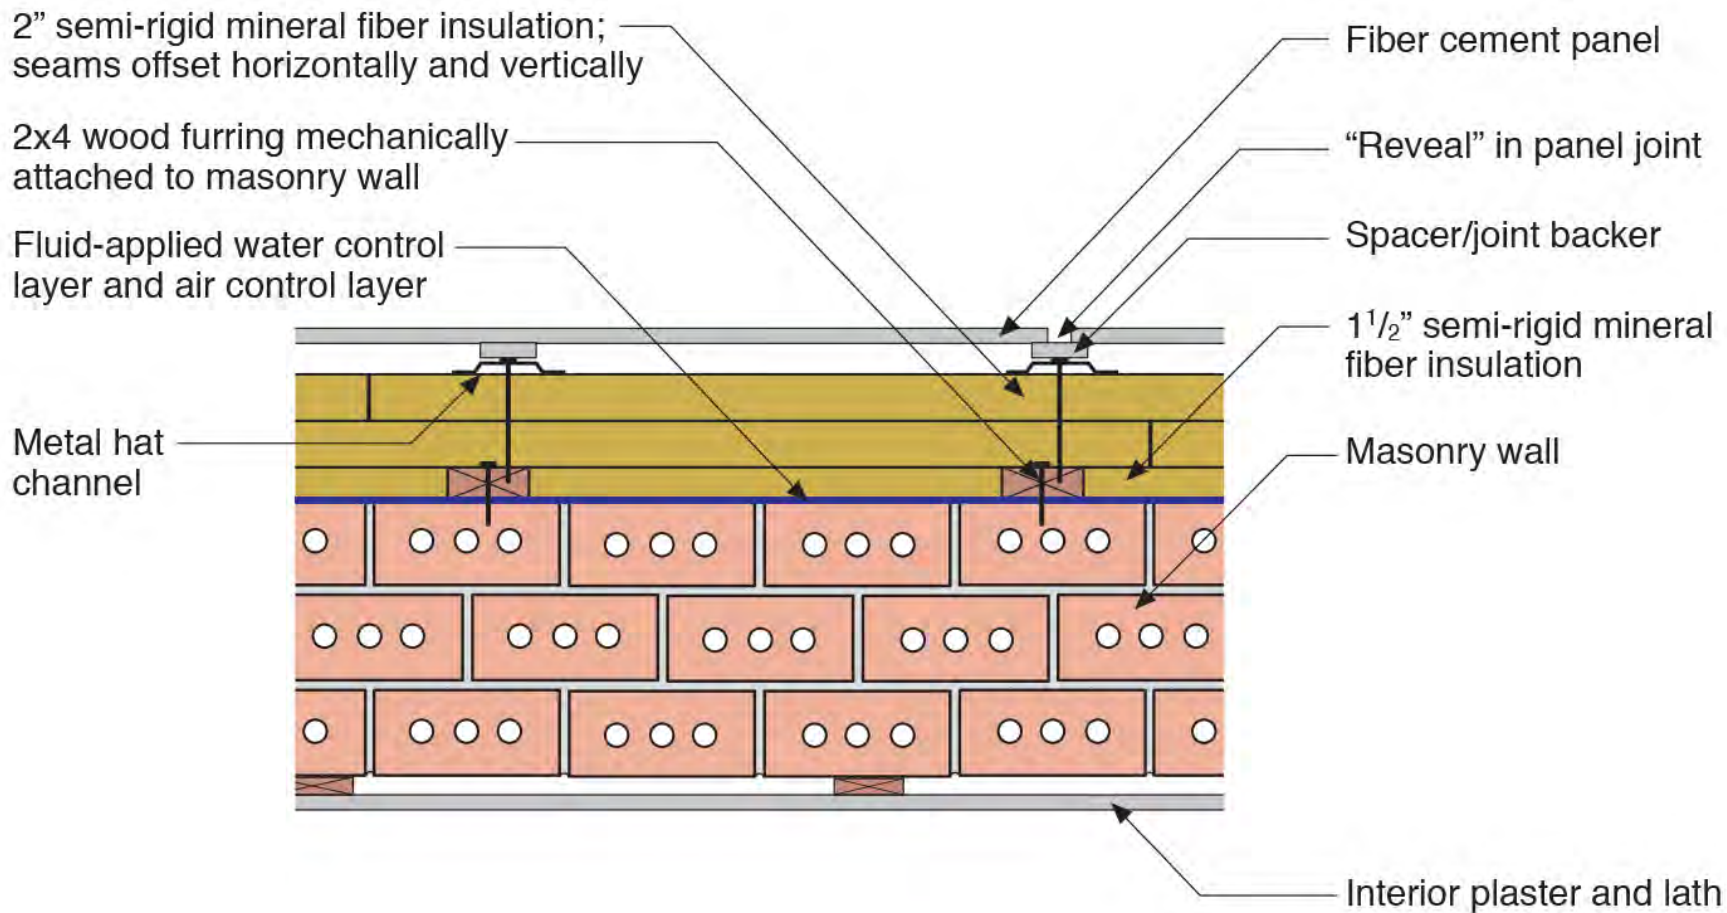 2” semi-rigid mineral fiber insulation;
seams offset horizontally and vertically
2x4 wood furring mechanically
attached to masonry wall
Fluid-applied water control
layer and air control layer
Metal hat
channel
Fiber cement panel
“Reveal” in panel joint
Spacer/joint backer
1 1/2” semi-rigid mineral
fiber insulation
Masonry wall
Interior plaster and lath